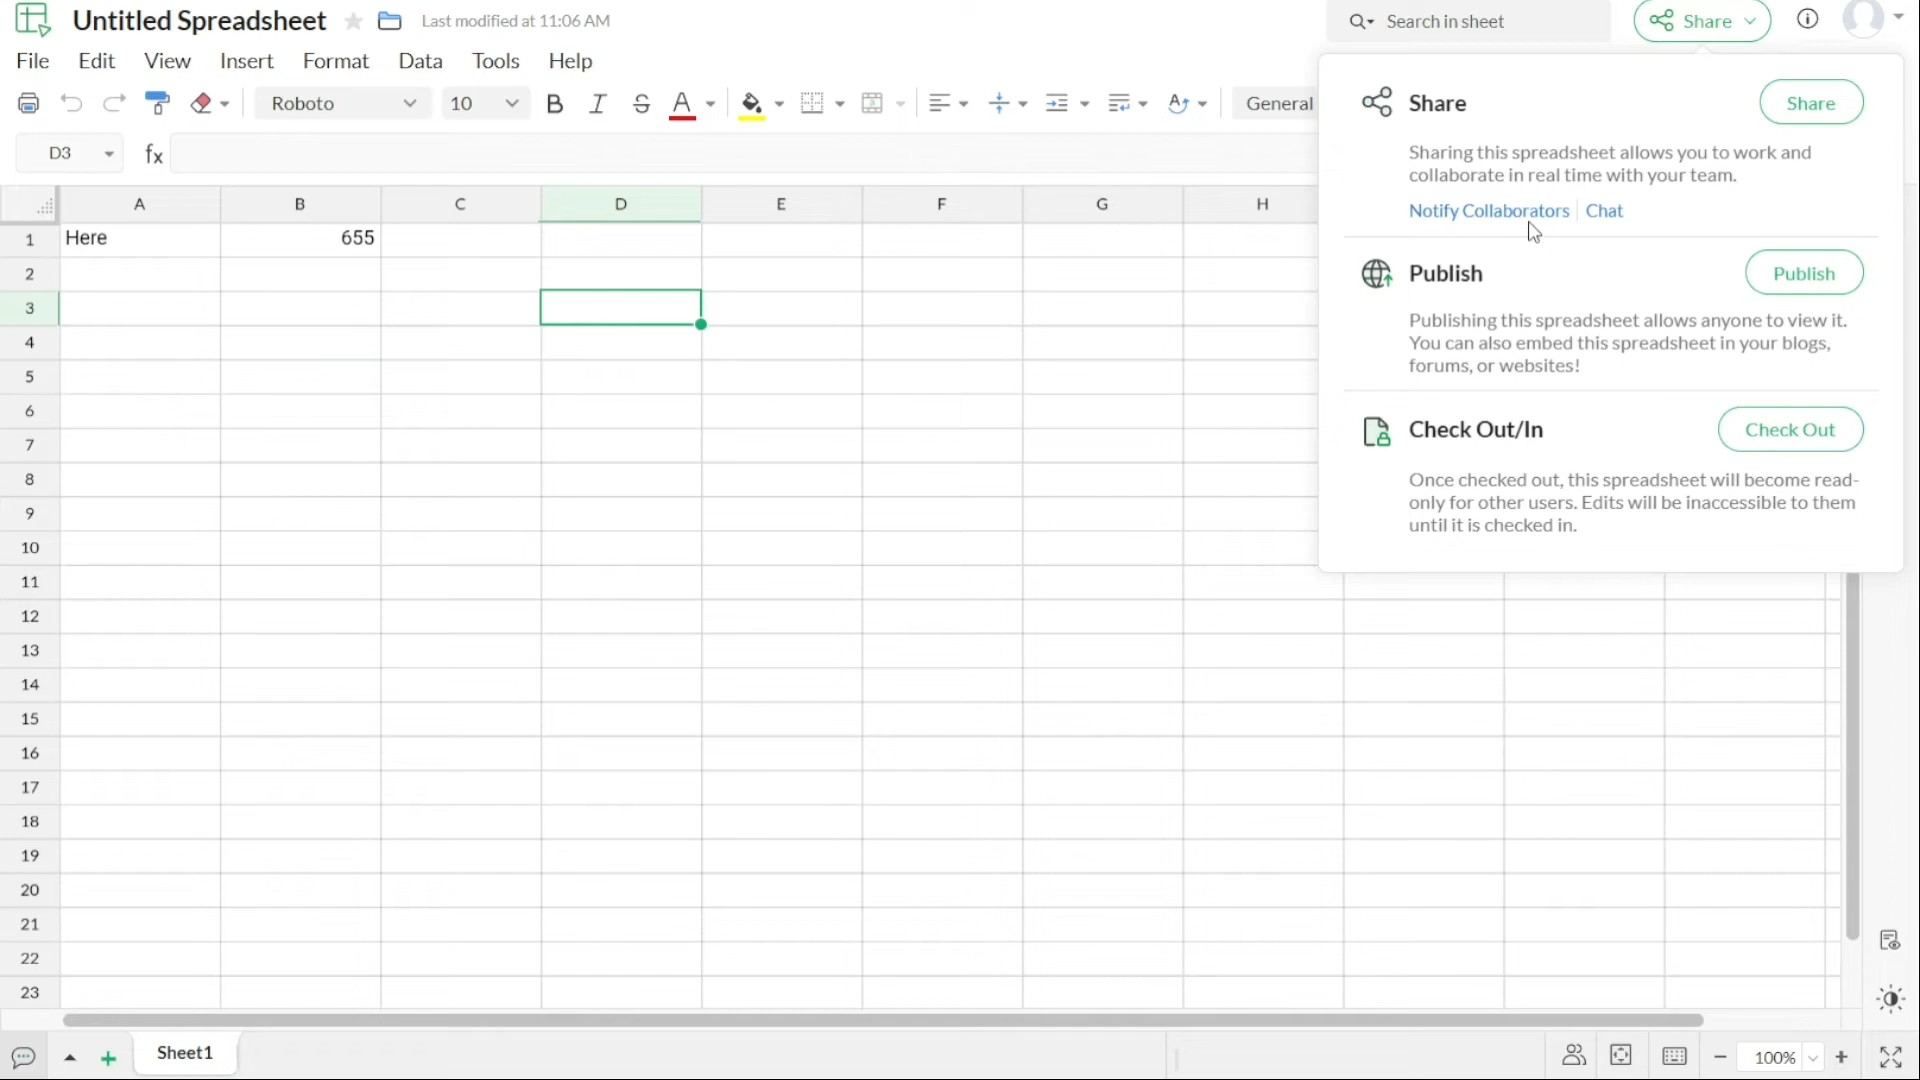 Untitled Spreadsheet Last modified at 11:06 AM Search in sheet Share
File Edit View Insert Format Data Tools Help
Roboto 10 B I S A General
D3 fx
Share Share
Sharing this spreadsheet allows you to work and
collaborate in real time with your team.
Notify Collaborators Chat
Publish Publish
Publishing this spreadsheet allows anyone to view it.
You can also embed this spreadsheet in your blogs,
forums, or websites!
Check Out/In Check Out
Once checked out, this spreadsheet will become read-
only for other users. Edits will be inaccessible to them
until it is checked in.
A B C D E F G H
1 Here 655
2
3
4
5
6
7
8
9
10
11
12
13
14
15
16
17
18
19
20
21
22
23
Sheet1 100%